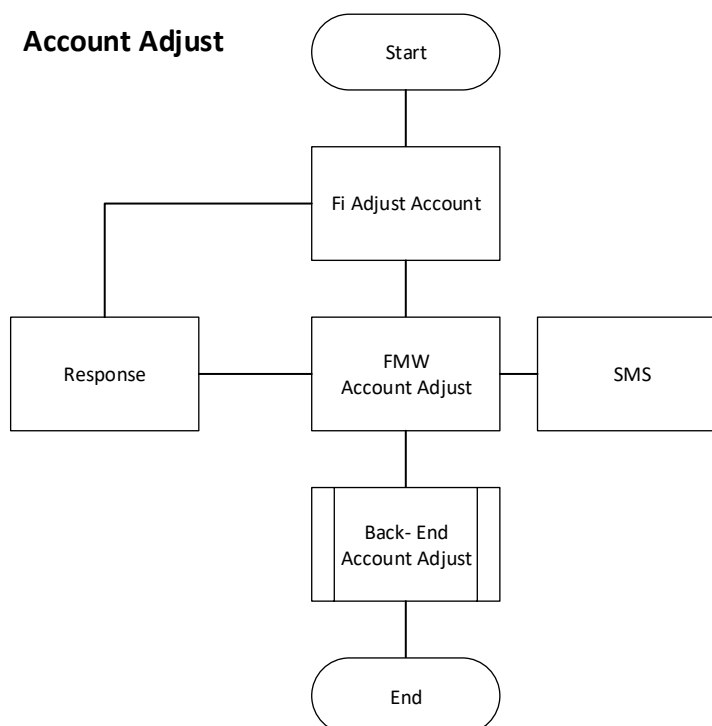 Account Adjust
Start
Fi Adjust Account
Response
FMW
Account Adjust
SMS
Back- End
Account Adjust
End